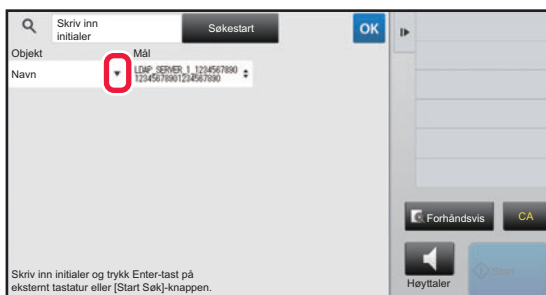 Skriv inn
initialer
Søkestart
OK
Objekt
Mål
Navn
LDAP_SERVER_1_1234567890
12345678901234567890
Forhåndsvis
CA
Start
Høyttaler
Skriv inn initialer og trykk Enter-tast på
eksternt tastatur eller [Start Søk]-knappen.